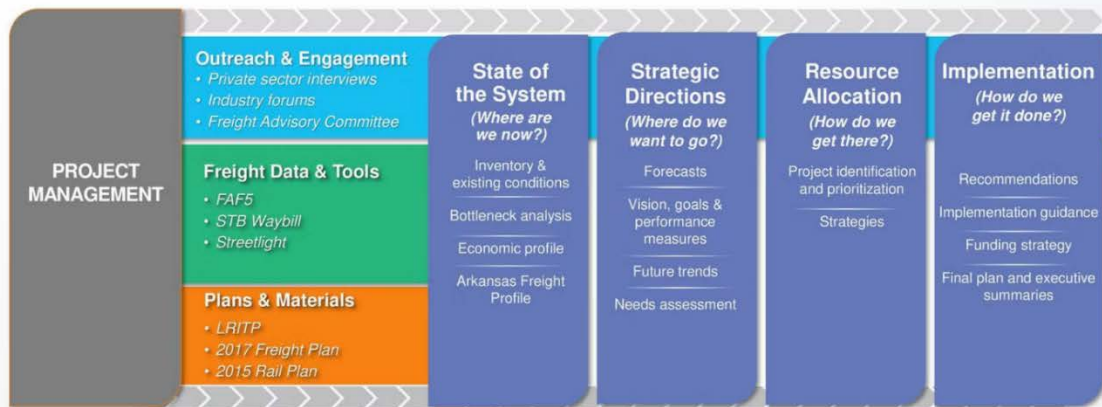 PROJECT
MANAGEMENT
Outreach & Engagement
• Private sector interviews
• Industry forums
• Freight Advisory Committee
Freight Data & Tools
• FAF5
• STB Waybill
• Streetlight
Plans & Materials
• LRITP
• 2017 Freight Plan
• 2015 Rail Plan
State of
the System
(Where are
we now?)
Inventory &
existing conditions
Bottleneck analysis
Economic profile
Arkansas Freight
Profile
Strategic
Directions
(Where do we
want to go?)
Forecasts
Vision, goals &
performance
measures
Future trends
Needs assessment
Resource
Allocation
(How do we
get there?)
Project identification
and prioritization
Strategies
Implementation
(How do we
get it done?)
Recommendations
Implementation guidance
Funding strategy
Final plan and executive
summaries